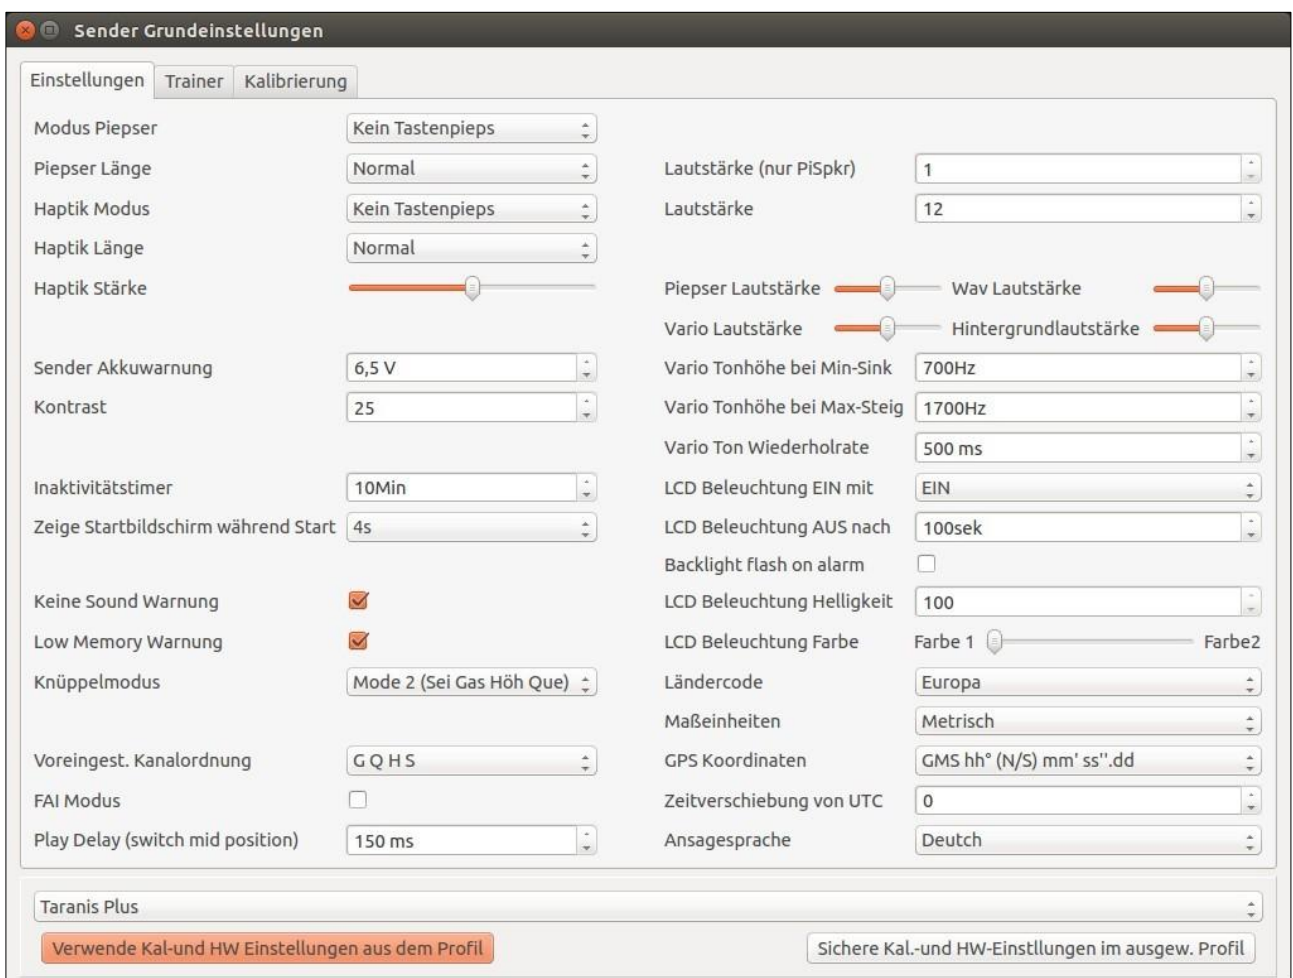 Sender Grundeinstellungen
Einstellungen Trainer Kalibrierung
Modus Piepser Kein Tastenpieps
Piepser Länge Normal Lautstärke (nur PiSpkr) 1
Haptik Modus Kein Tastenpieps Lautstärke 12
Haptik Länge Normal
Haptik Stärke Piepser Lautstärke Wav Lautstärke
Vario Lautstärke Hintergrundlautstärke
Sender Akkuwarnung 6,5 V Vario Tonhöhe bei Min-Sink 700Hz
Kontrast 25 Vario Tonhöhe bei Max-Steig 1700Hz
Vario Ton Wiederholrate 500 ms
Inaktivitätstimer 10Min LCD Beleuchtung EIN mit EIN
Zeige Startbildschirm während Start 4s LCD Beleuchtung AUS nach 100sek
Backlight flash on alarm
Keine Sound Warnung LCD Beleuchtung Helligkeit 100
Low Memory Warnung LCD Beleuchtung Farbe Farbe 1 Farbe2
Knüppelmodus Mode 2 (Sei Gas Höh Que) Ländercode Europa
Maßeinheiten Metrisch
Voreingest. Kanalordnung G Q H S GPS Koordinaten GMS hh° (N/S) mm' ss''.dd
FAI Modus Zeitverschiebung von UTC 0
Play Delay (switch mid position) 150 ms Ansagesprache Deutch
Taranis Plus
Verwende Kal-und HW Einstellungen aus dem Profil Sichere Kal.-und HW-Einstllungen im ausgew. Profil